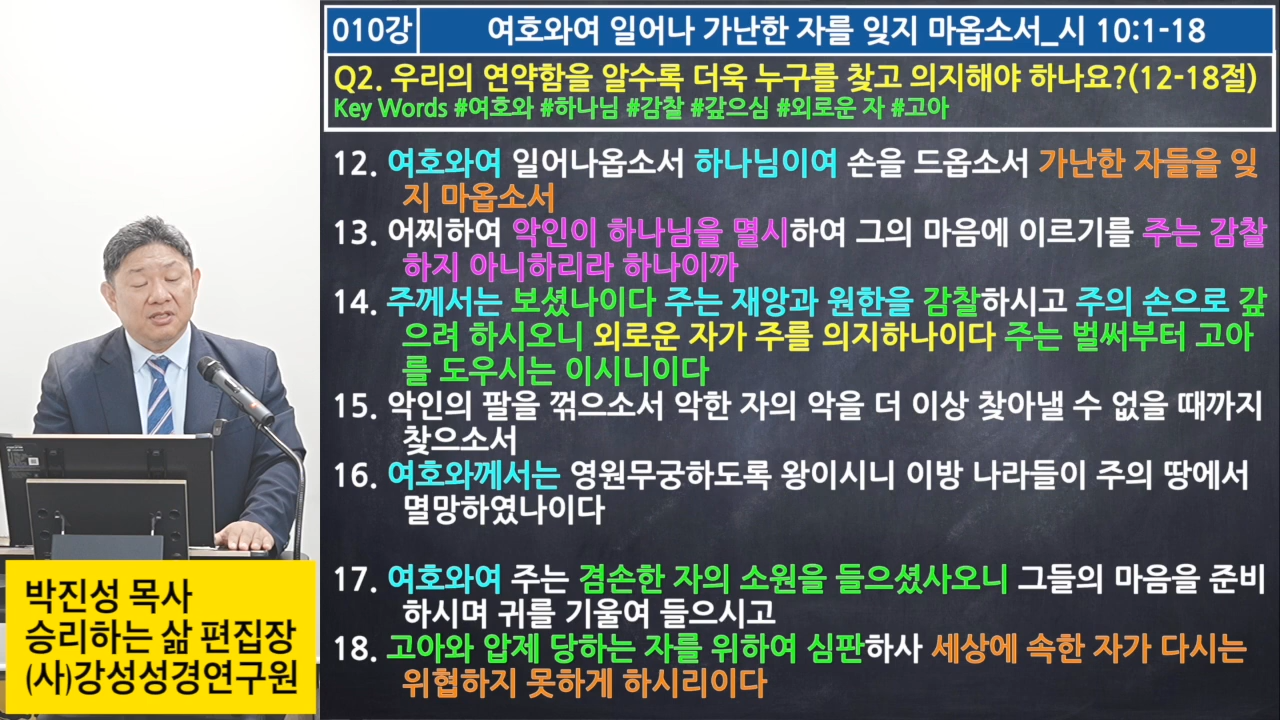 010강 여호와여 일어나 가난한 자를 잊지 마옵소서_시 10:1-18
Q2. 우리의 연약함을 알수록 더욱 누구를 찾고 의지해야 하나요?(12-18절)
Key Words #여호와 #하나님 #감찰 #갚으심 #외로운 자 #고아
12. 여호와여 일어나옵소서 하나님이여 손을 드옵소서 가난한 자들을 잊
지 마옵소서
13. 어찌하여 악인이 하나님을 멸시하여 그의 마음에 이르기를 주는 감찰
하지 아니하리라 하나이까
14. 주께서는 보셨나이다 주는 재앙과 원한을 감찰하시고 주의 손으로 갚
으려 하시오니 외로운 자가 주를 의지하나이다 주는 벌써부터 고아
를 도우시는 이시니이다
15. 악인의 팔을 꺾으소서 악한 자의 악을 더 이상 찾아낼 수 없을 때까지
찾으소서
16. 여호와께서는 영원무궁하도록 왕이시니 이방 나라들이 주의 땅에서
멸망하였나이다
17. 여호와여 주는 겸손한 자의 소원을 들으셨사오니 그들의 마음을 준비
하시며 귀를 기울여 들으시고
18. 고아와 압제 당하는 자를 위하여 심판하사 세상에 속한 자가 다시는
위협하지 못하게 하시리이다
박진성 목사
승리하는 삶 편집장
(사)강성성경연구원